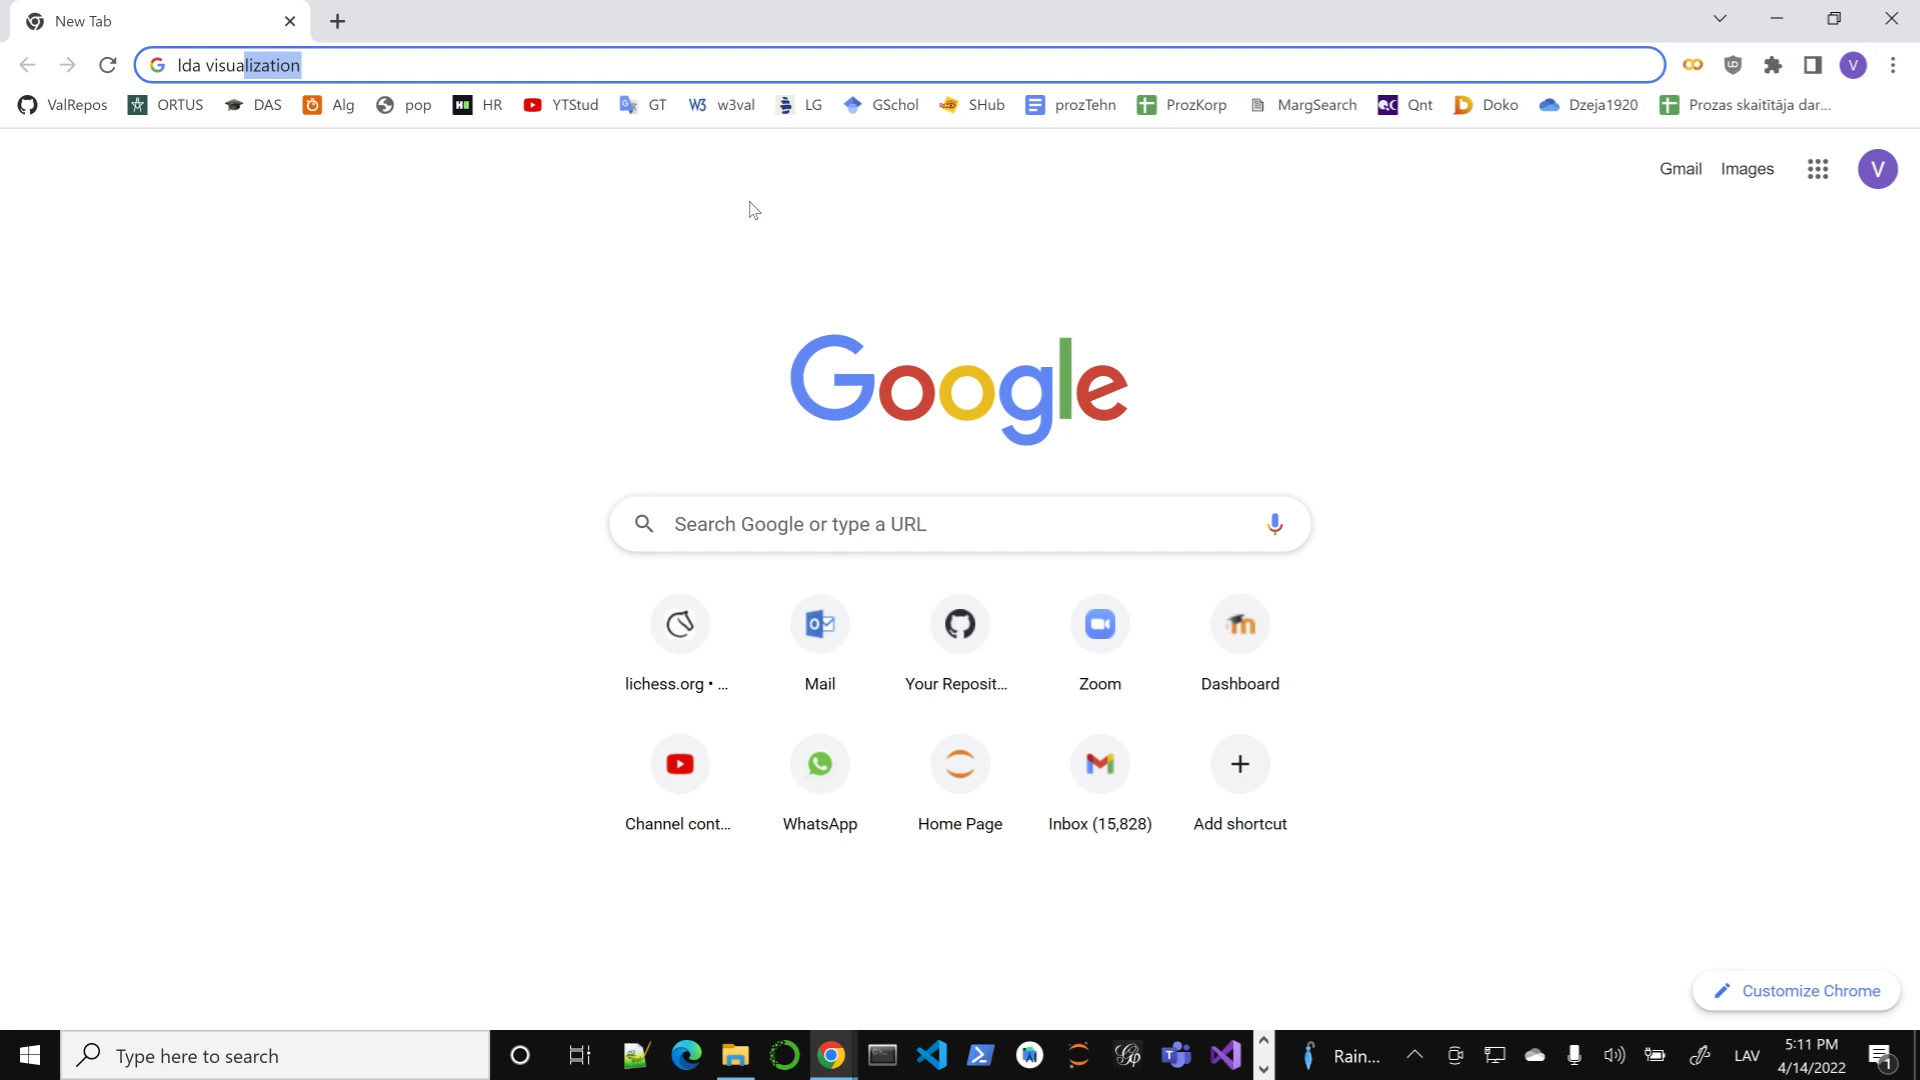 New Tab
lda visualization
ValRepos ORTUS DAS Alg pop HR YTStud GT w3val LG GSchol SHub prozTehn ProzKorp MargSearch Qnt Doko Dzeja1920 Prozas skaitītāja dar...
Gmail Images V
Google
Search Google or type a URL
lichess.org • ... Mail Your Reposit... Zoom Dashboard
Channel cont... WhatsApp Home Page Inbox (15,828) Add shortcut
Customize Chrome
Type here to search Rain... LAV 5:11 PM
4/14/2022 1